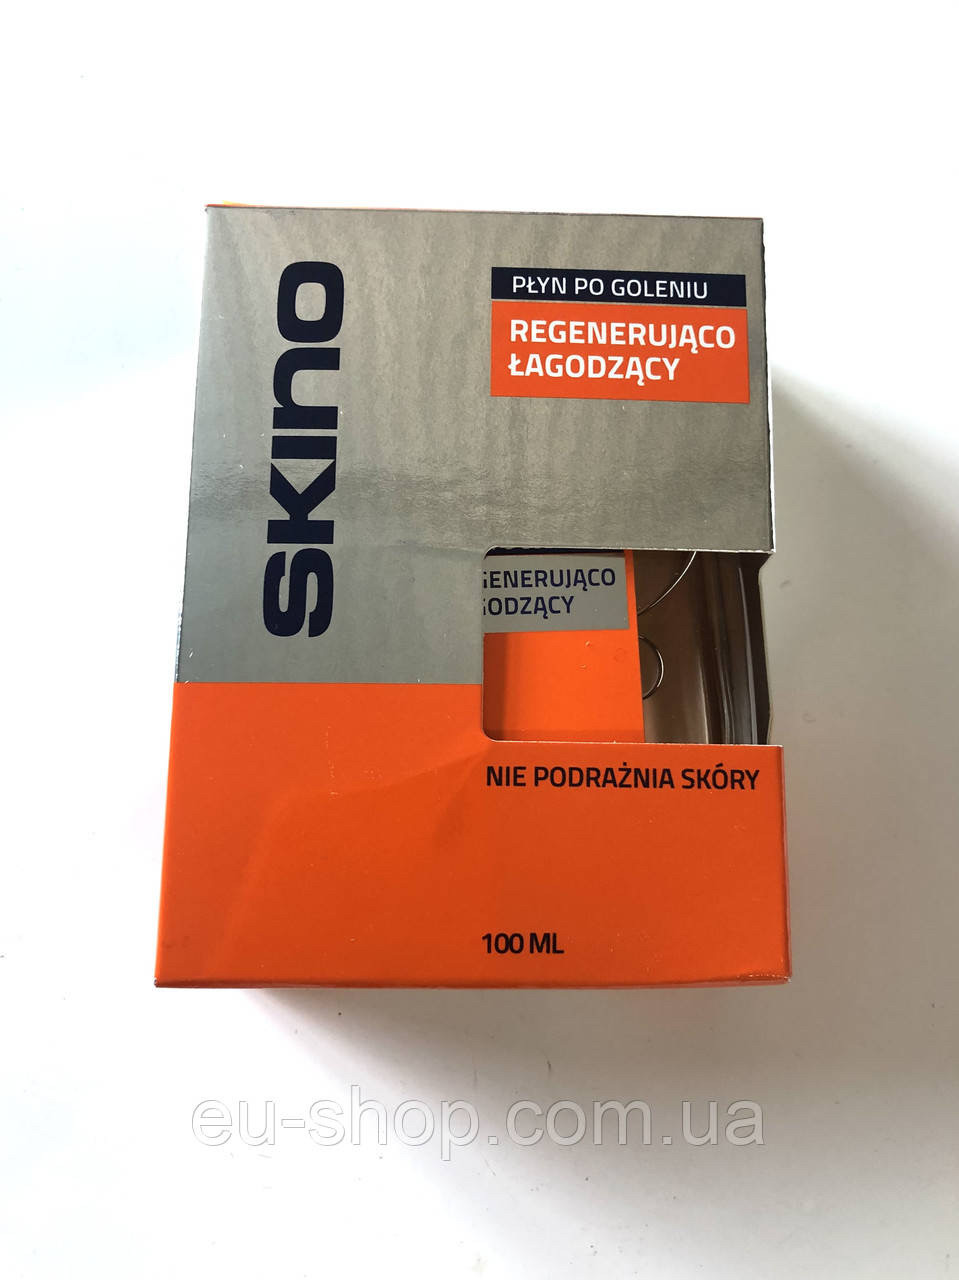 SKINO
PŁYN PO GOLENIU
REGENERUJĄCO
ŁAGODZĄCY
GENERUJĄCO
GODZĄCY
NIE PODRAŻNIA SKÓRY
100 ML
eu-shop.com.ua